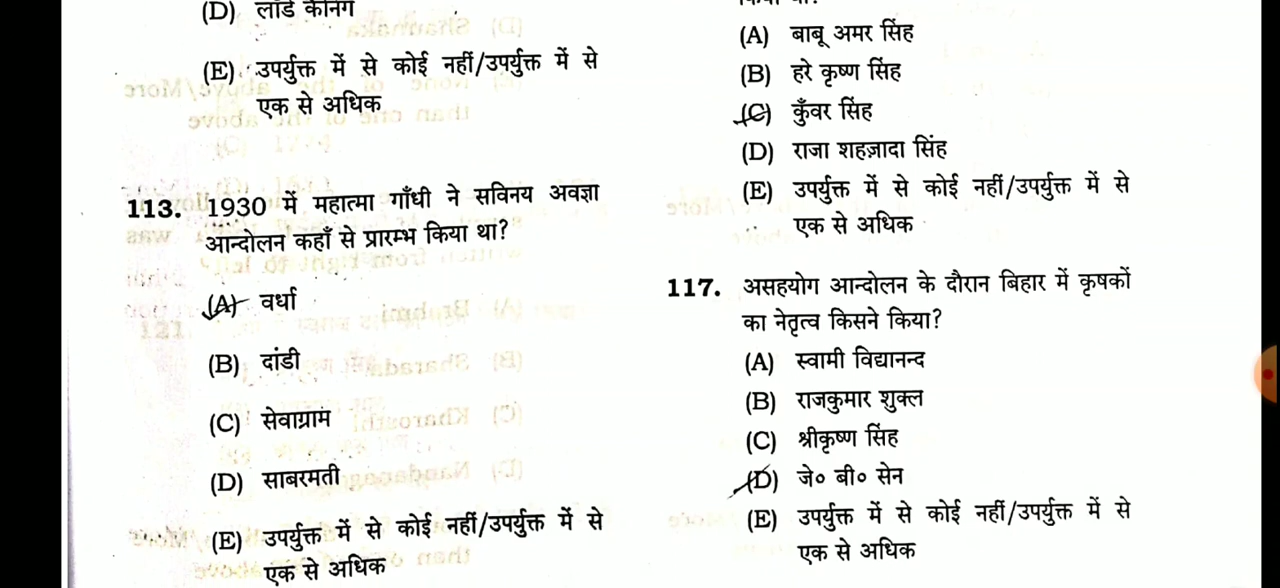 (D) लॉर्ड कैनिंग
(E) उपर्युक्त में से कोई नहीं/उपर्युक्त में से
एक से अधिक
113. 1930 में महात्मा गाँधी ने सविनय अवज्ञा
आन्दोलन कहाँ से प्रारम्भ किया था?
(A) वर्धा
(B) दांडी
(C) सेवाग्राम
(D) साबरमती
(E) उपर्युक्त में से कोई नहीं/उपर्युक्त में से
एक से अधिक
(A) बाबू अमर सिंह
(B) हरे कृष्ण सिंह
(C) कुँवर सिंह
(D) राजा शहज़ादा सिंह
(E) उपर्युक्त में से कोई नहीं/उपर्युक्त में से
एक से अधिक
117. असहयोग आन्दोलन के दौरान बिहार में कृषकों
का नेतृत्व किसने किया?
(A) स्वामी विद्यानन्द
(B) राजकुमार शुक्ल
(C) श्रीकृष्ण सिंह
(D) जे० बी० सेन
(E) उपर्युक्त में से कोई नहीं/उपर्युक्त में से
एक से अधिक